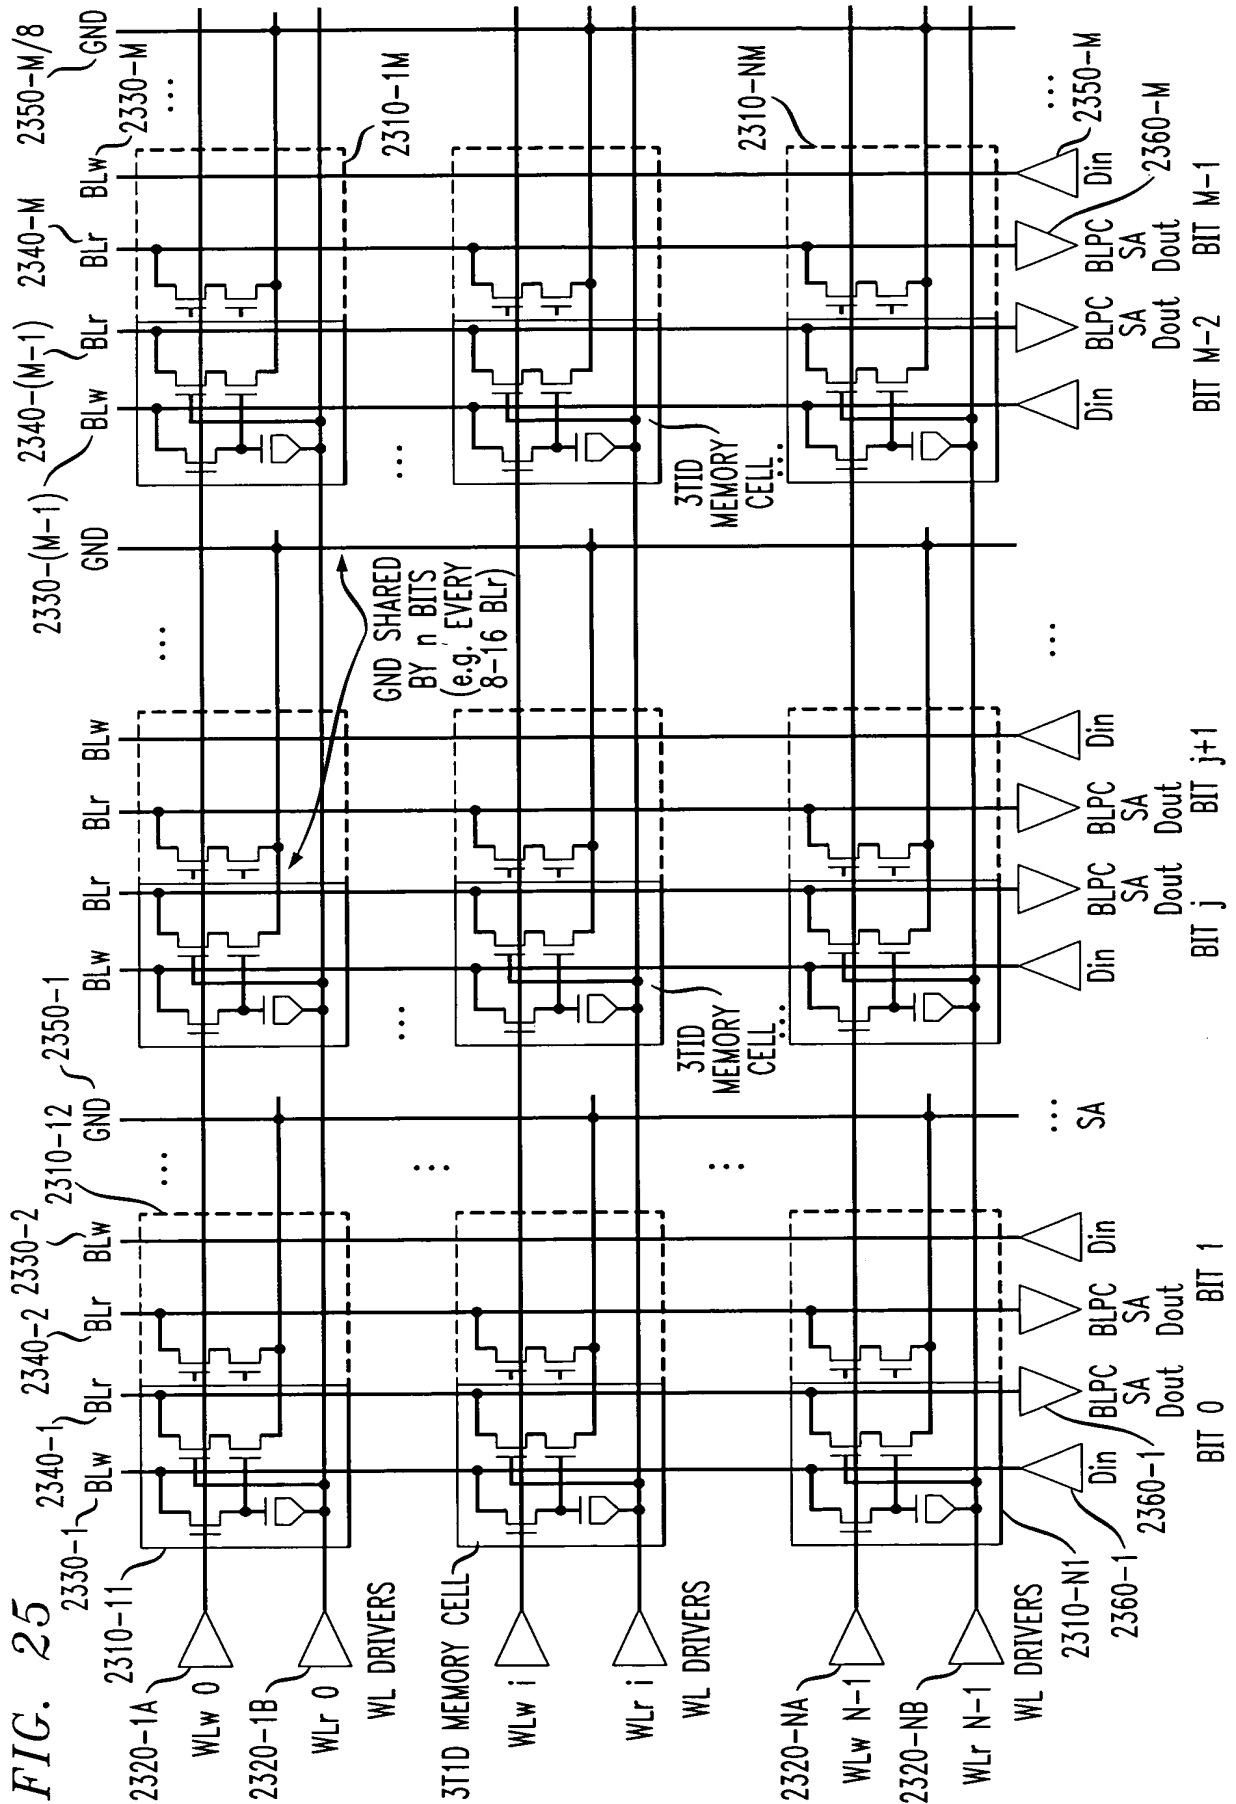 FIG. 25
2330-1
2340-1
2340-2
2330-2
2310-12
2350-1
2330-(M-1)
2340-(M-1)
2340-M
2350-M/8
2330-M
BLw
BLr
BLr
BLw
GND
BLw
BLr
BLr
BLw
GND
BLw
BLr
BLr
BLw
GND
2310-11
...
...
...
2320-1A
WLw 0
2320-1B
WLr 0
WL DRIVERS
2310-1M
GND SHARED
BY n BITS
(e.g. EVERY
8-16 BLr)
...
...
...
3T1D MEMORY CELL
WLw i
WLr i
WL DRIVERS
3TID
MEMORY
CELL
3TID
MEMORY
CELL
...
...
...
2310-NM
2320-NA
WLw N-1
2320-NB
WLr N-1
WL DRIVERS
2310-N1
2360-1
2360-1
...
SA
...
...
2350-M
2360-M
Din
BLPC
SA
Dout
BLPC
SA
Dout
Din
Din
BLPC
SA
Dout
BLPC
SA
Dout
Din
Din
BLPC
SA
Dout
BLPC
SA
Dout
Din
BIT 0
BIT 1
BIT j
BIT j+1
BIT M-2
BIT M-1